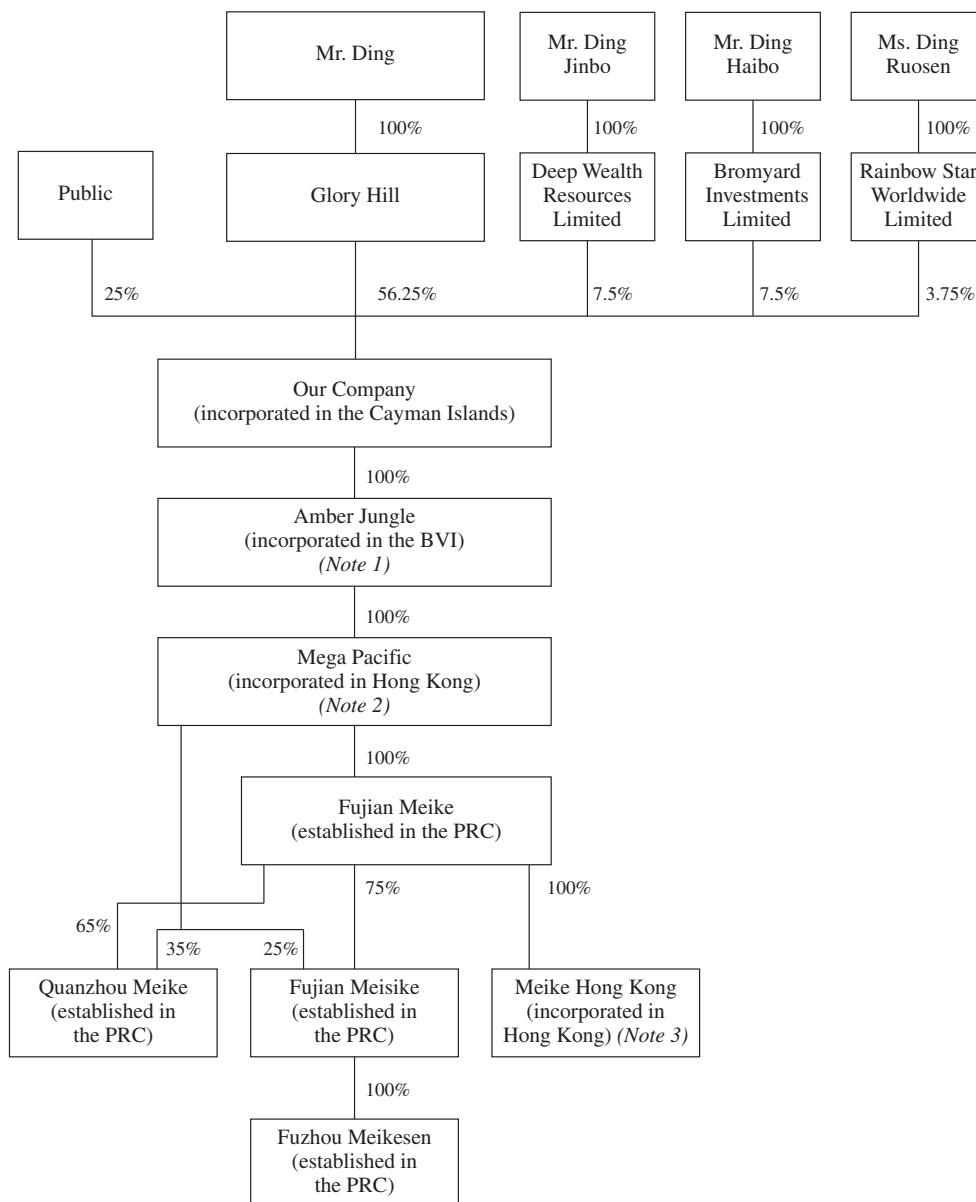 Mr. Ding
Mr. Ding
Jinbo
Mr. Ding
Haibo
Ms. Ding
Ruosen
100%
100%
100%
100%
Public
Glory Hill
Deep Wealth
Resources
Limited
Bromyard
Investments
Limited
Rainbow Star
Worldwide
Limited
25%
56.25%
7.5%
7.5%
3.75%
Our Company
(incorporated in the Cayman Islands)
100%
Amber Jungle
(incorporated in the BVI)
(Note 1)
100%
Mega Pacific
(incorporated in Hong Kong)
(Note 2)
100%
Fujian Meike
(established in the PRC)
75%
100%
65%
35%
25%
Quanzhou Meike
(established in
the PRC)
Fujian Meisike
(established in
the PRC)
Meike Hong Kong
(incorporated in
Hong Kong) (Note 3)
100%
Fuzhou Meikesen
(established in
the PRC)